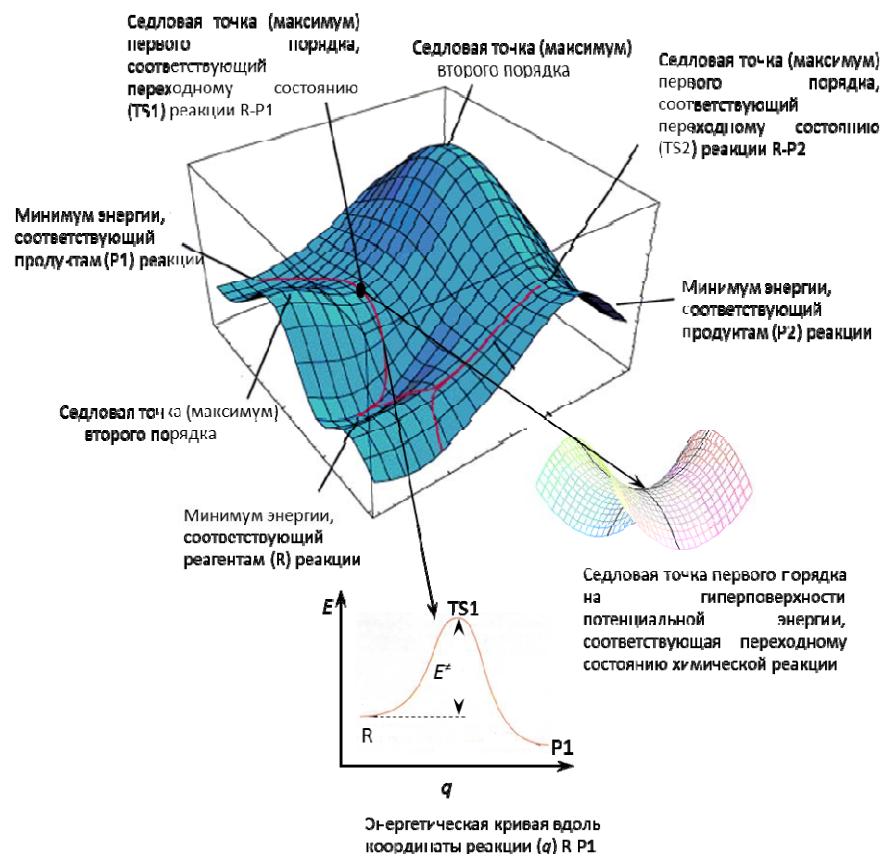 Седловая точка (максимум)
первого порядка,
соответствующий
переходному состоянию
(TS1) реакции R-P1
Седловая точка (максимум)
второго порядка
Седловая точка (максимум)
первого порядка,
соответствующий
переходному состоянию
(TS2) реакции R-P2
Минимум энергии,
соответствующий
продуктам (P1) реакции
Минимум энергии,
соответствующий
продуктам (P2) реакции
Седловая точка (максимум)
второго порядка
Минимум энергии,
соответствующий
реагентам (R) реакции
Седловая точка первого порядка
на гиперповерхности
потенциальной энергии,
соответствующая переходному
состоянию химической реакции
E
TS1
E≠
R
P1
q
Энергетическая кривая вдоль
координаты реакции (q) R P1